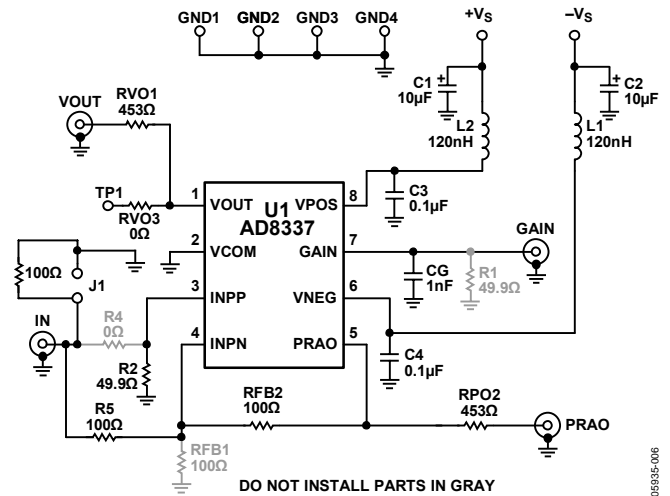 GND1 GND2 GND3 GND4
+VS
–VS
C1
10µF
C2
10µF
L2
120nH
L1
120nH
VOUT
RVO1
453Ω
TP1
RVO3
0Ω
C3
0.1µF
U1
AD8337
1 VOUT
2 VCOM
3 INPP
4 INPN
VPOS 8
GAIN 7
VNEG 6
PRAO 5
GAIN
CG
1nF
R1
49.9Ω
100Ω
J1
IN
R4
0Ω
R2
49.9Ω
C4
0.1µF
R5
100Ω
RFB2
100Ω
RPO2
453Ω
PRAO
RFB1
100Ω
DO NOT INSTALL PARTS IN GRAY
05935-006